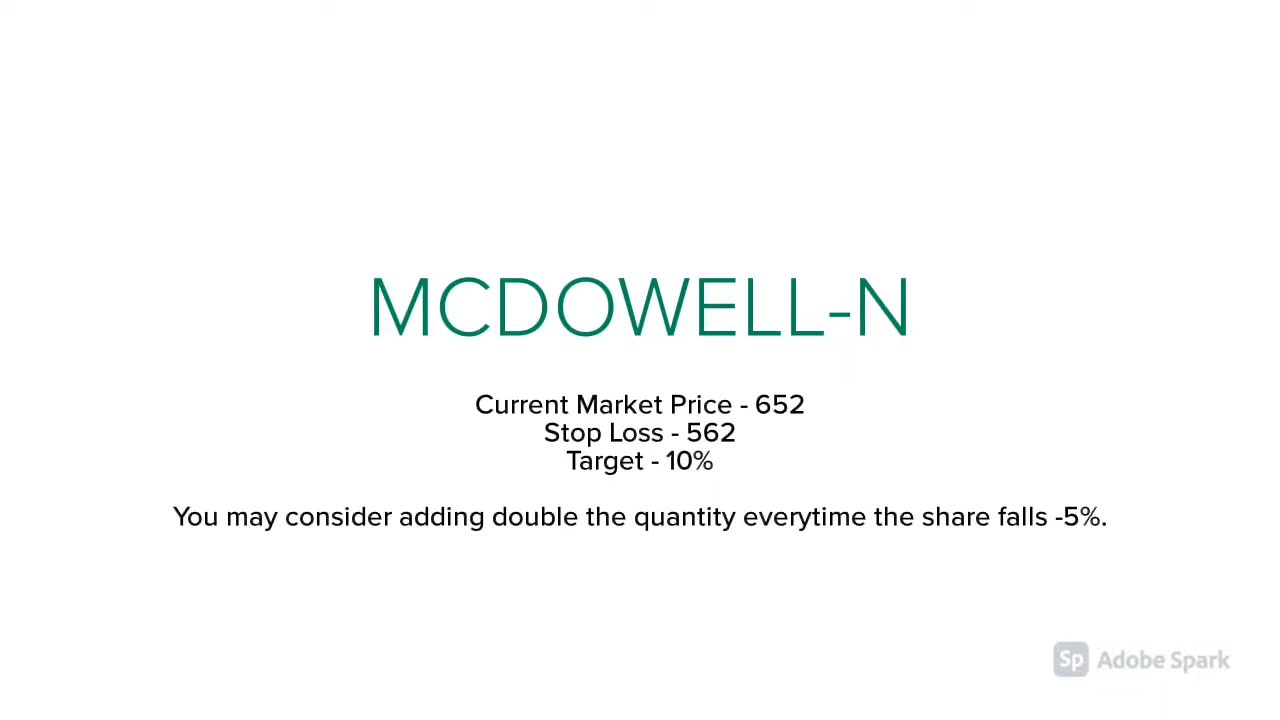 MCDOWELL-N
Current Market Price - 652
Stop Loss - 562
Target - 10%
You may consider adding double the quantity everytime the share falls -5%.
Sp Adobe Spark